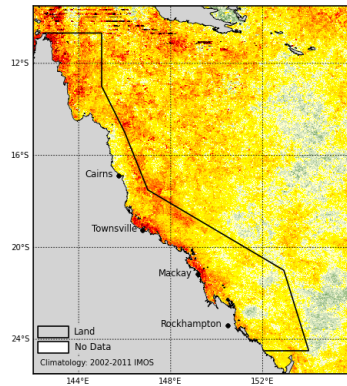 12°S
16°S
Cairns
Townsville
20°S
Mackay
Rockhampton
24°S
Land
No Data
Climatology: 2002-2011 IMOS
144°E
148°E
152°E